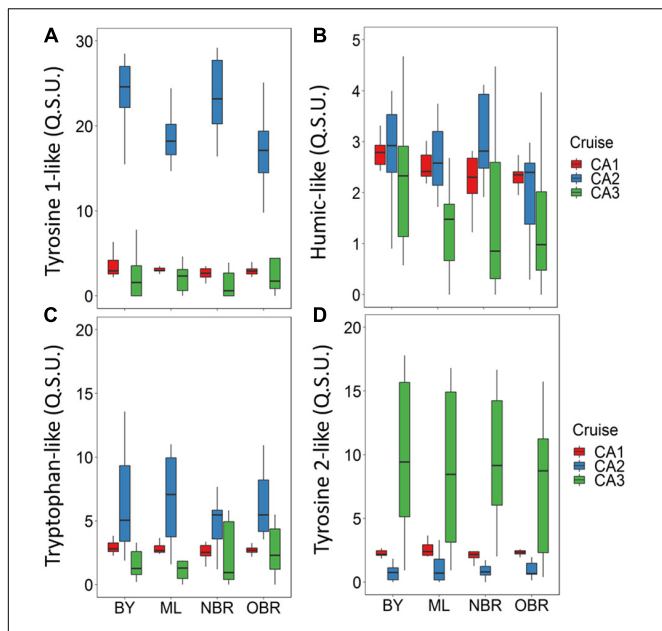 A
Tyrosine 1-like (Q.S.U.)
30
20
10
0
B
Humic-like (Q.S.U.)
5
4
3
2
1
0
Cruise
CA1
CA2
CA3
C
Tryptophan-like (Q.S.U.)
20
15
10
5
0
BY ML NBR OBR
D
Tyrosine 2-like (Q.S.U.)
20
15
10
5
0
BY ML NBR OBR
Cruise
CA1
CA2
CA3